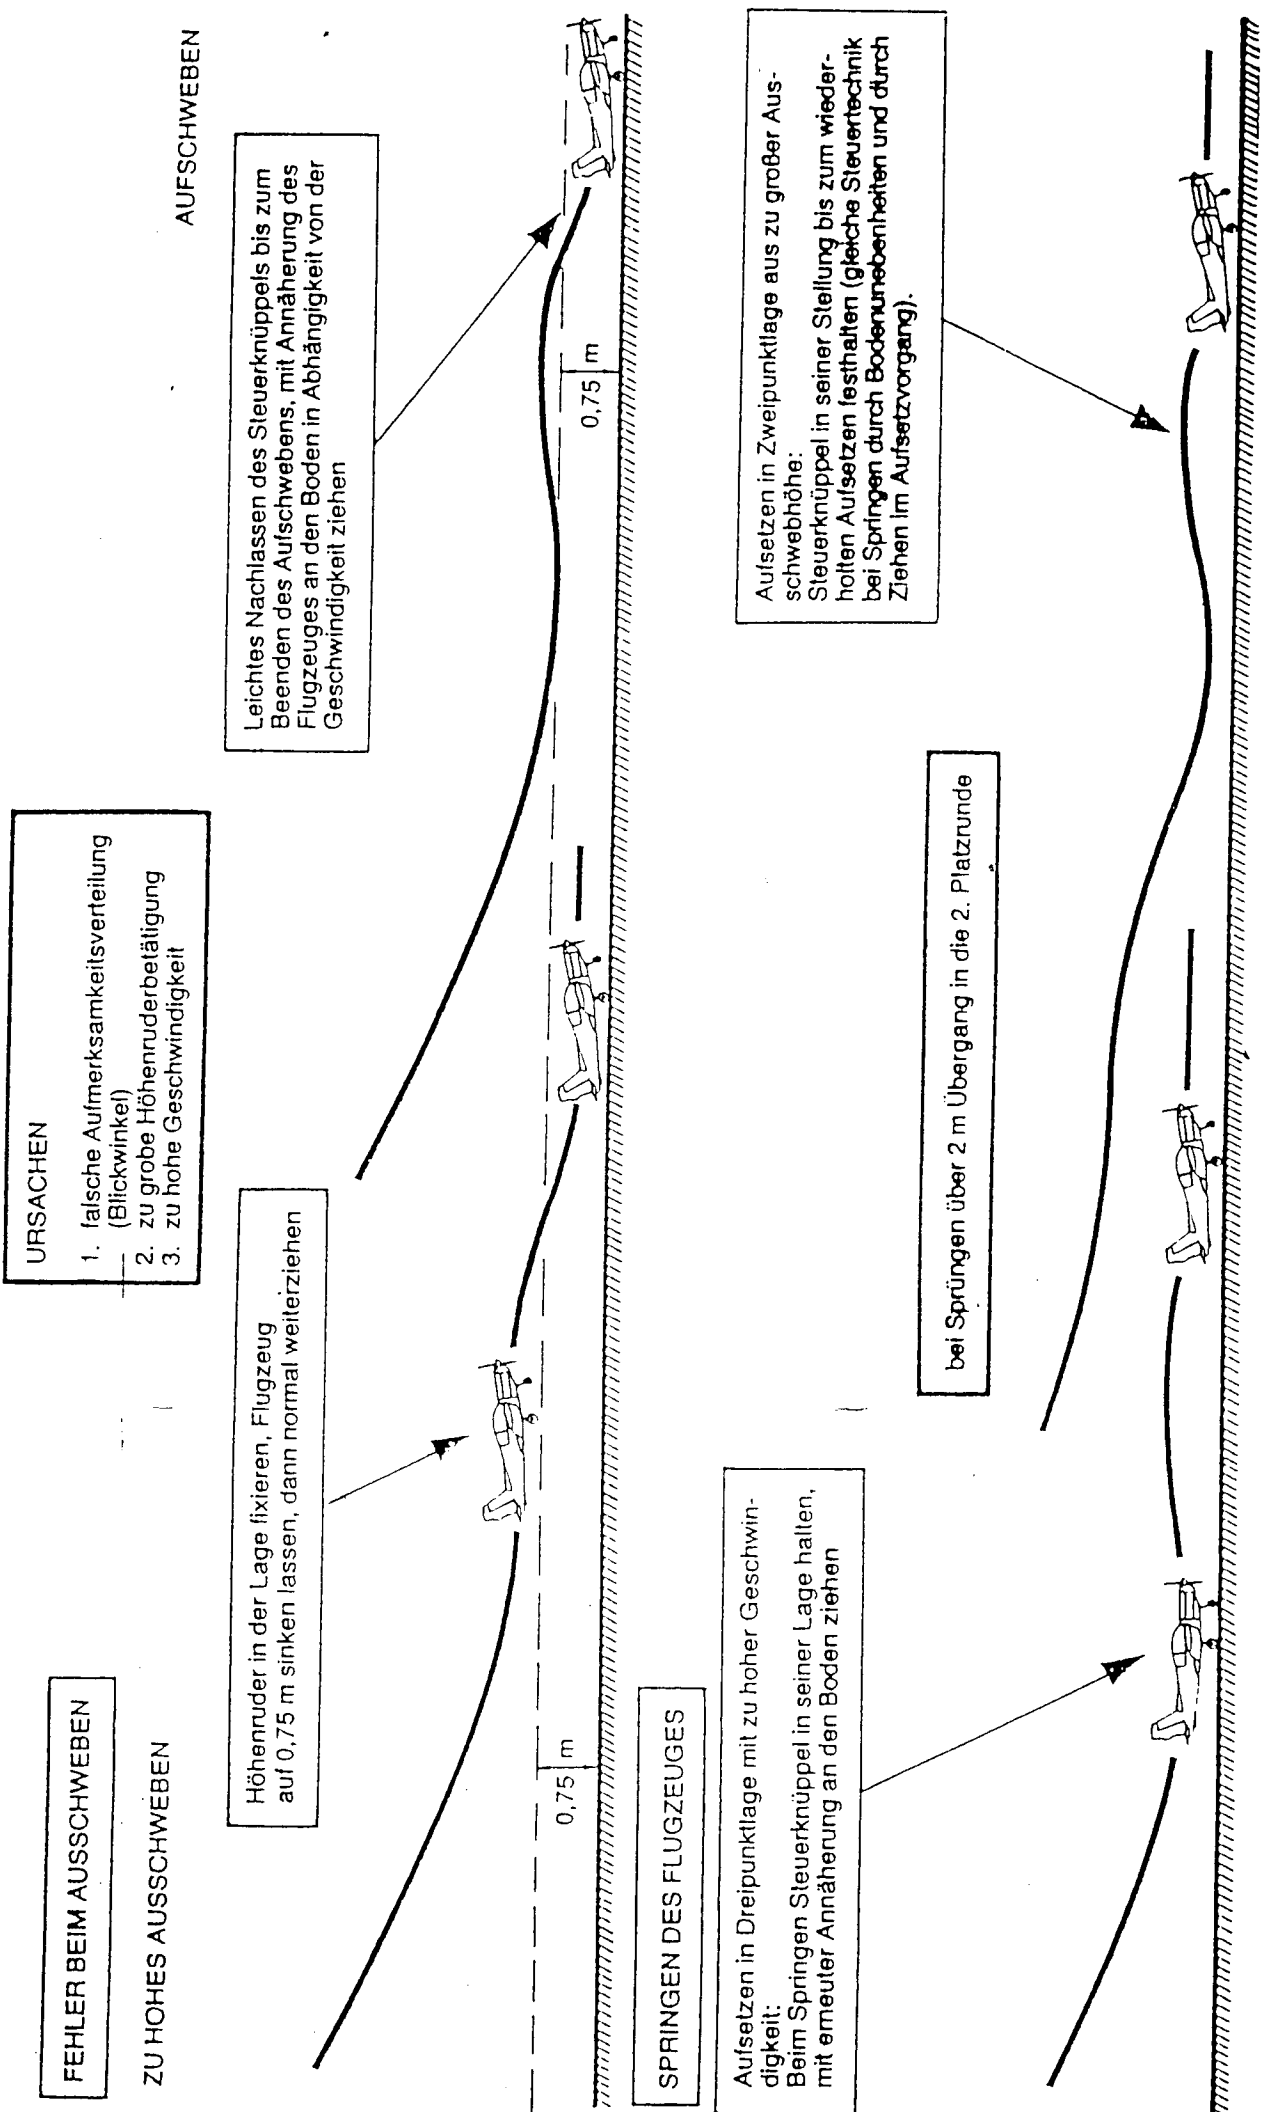 FEHLER BEIM AUSSCHWEBEN
ZU HOHES AUSSCHWEBEN
URSACHEN
1. falsche Aufmerksamkeitsverteilung
(Blickwinkel)
2. zu grobe Höhenruderbetätigung
3. zu hohe Geschwindigkeit
AUFSCHWEBEN
Höhenruder in der Lage fixieren, Flugzeug
auf 0,75 m sinken lassen, dann normal weiterziehen
Leichtes Nachlassen des Steuerknüppels bis zum
Beenden des Aufschwebens, mit Annäherung des
Flugzeuges an den Boden in Abhängigkeit von der
Geschwindigkeit ziehen
0,75 m
0,75 m
SPRINGEN DES FLUGZEUGES
Aufsetzen in Dreipunktlage mit zu hoher Geschwin-
digkeit:
Beim Springen Steuerknüppel in seiner Lage halten,
mit erneuter Annäherung an den Boden ziehen
bei Sprüngen über 2 m Übergang in die 2. Platzrunde
Aufsetzen in Zweipunktlage aus zu großer Aus-
schwebhöhe:
Steuerknüppel in seiner Stellung bis zum wieder-
holten Aufsetzen festhalten (gleiche Steuertechnik
bei Springen durch Bodenunebenheiten und durch
Ziehen im Aufsetzvorgang).